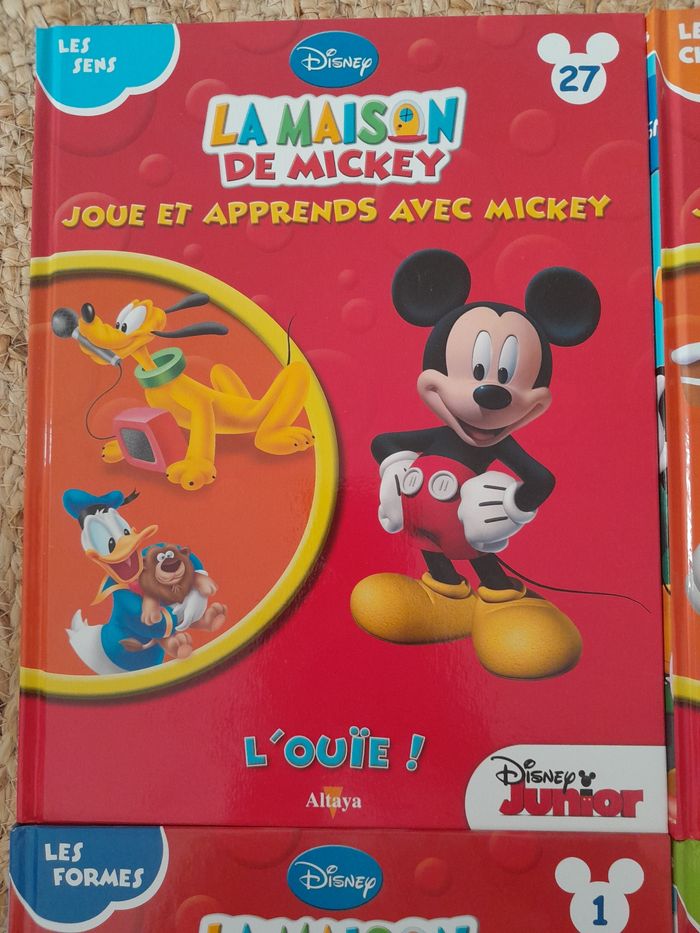 LES
SENS
Disney
27
LA MAISON
DE MICKEY
JOUE ET APPRENDS AVEC MICKEY
L'OUÏE !
Altaya
Disney
Junior
LES
FORMES
Disney
1
LE